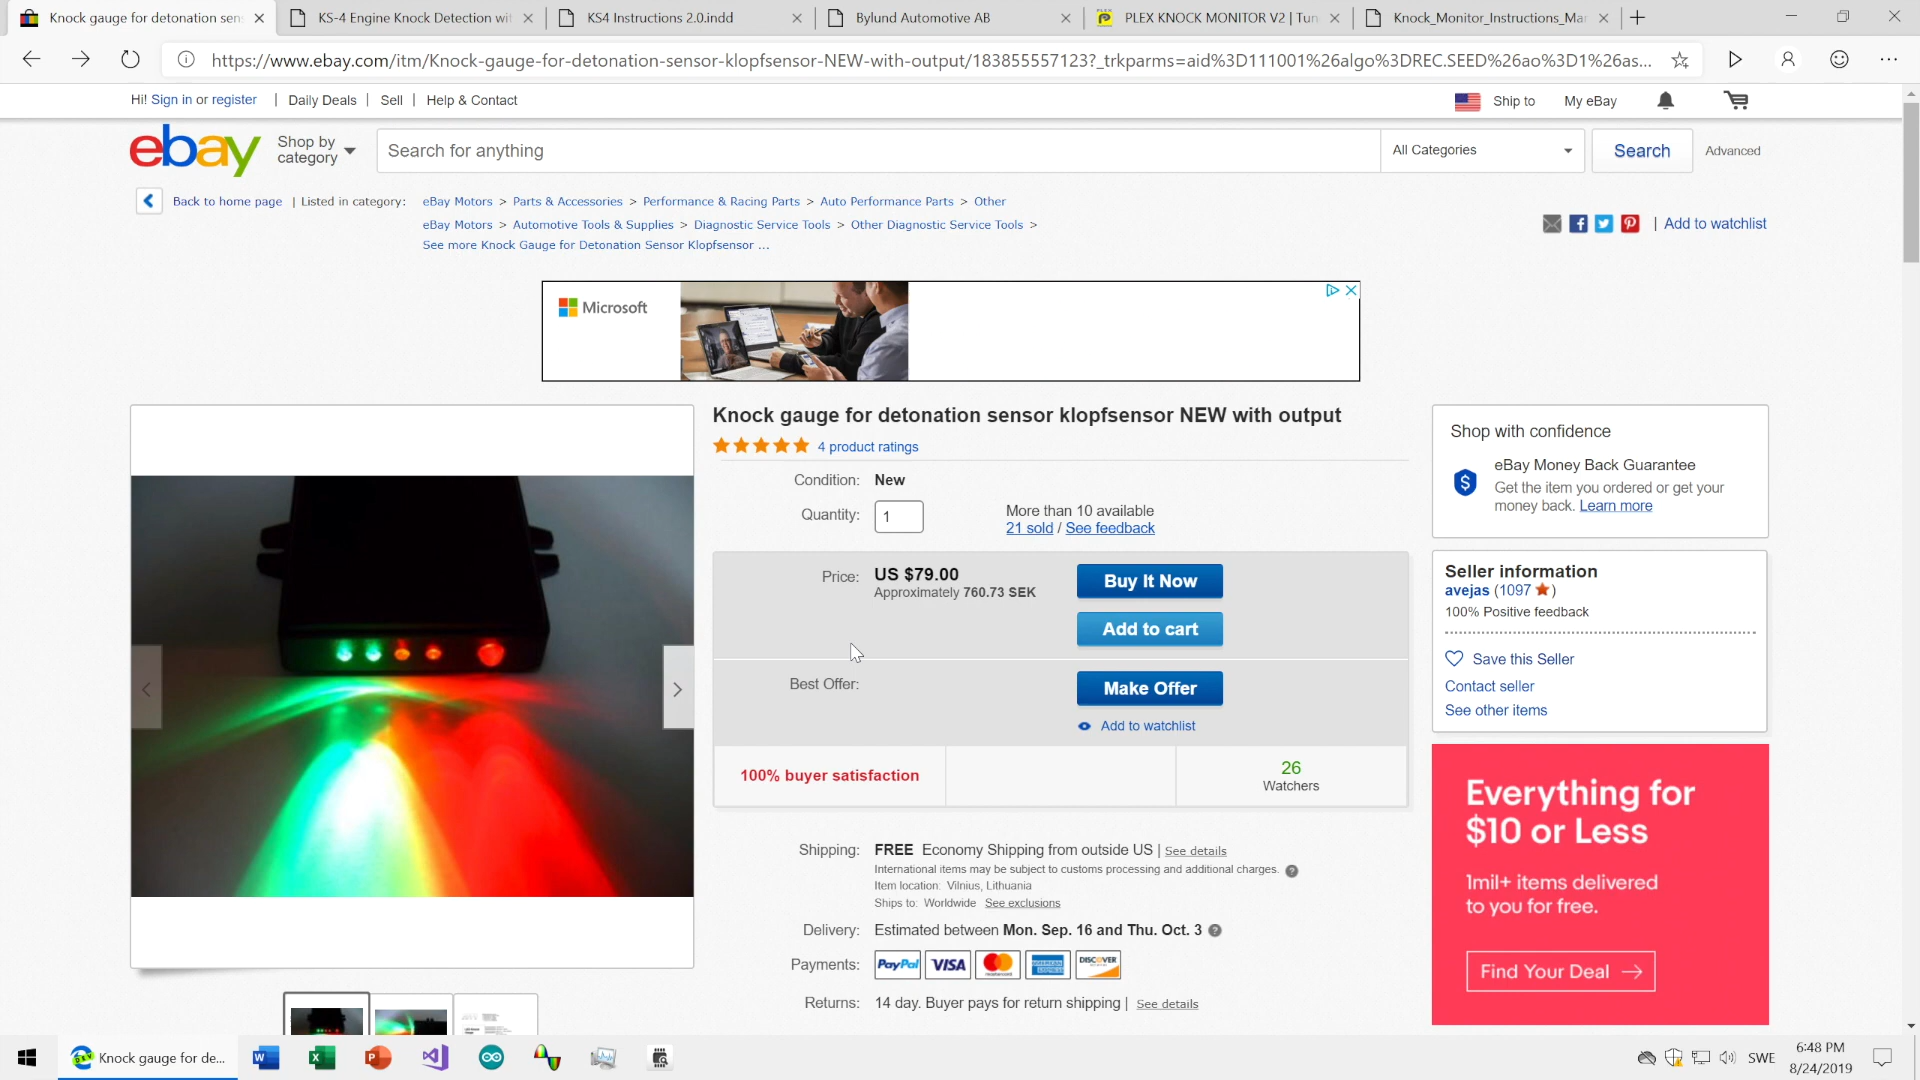 Knock gauge for detonation sen
KS-4 Engine Knock Detection wit
KS4 Instructions 2.0.indd
Bylund Automotive AB
PLEX KNOCK MONITOR V2 | Tun
Knock_Monitor_Instructions_Man
https://www.ebay.com/itm/Knock-gauge-for-detonation-sensor-klopfsensor-NEW-with-output/183855557123?_trkparms=aid%3D111001%26algo%3DREC.SEED%26ao%3D1%26as...
Hi! Sign in or register | Daily Deals | Sell | Help & Contact
Ship to My eBay
ebay
Shop by category
Search for anything
All Categories
Search
Advanced
Back to home page | Listed in category:
eBay Motors > Parts & Accessories > Performance & Racing Parts > Auto Performance Parts > Other
eBay Motors > Automotive Tools & Supplies > Diagnostic Service Tools > Other Diagnostic Service Tools >
See more Knock Gauge for Detonation Sensor Klopfsensor ...
| Add to watchlist
Microsoft
Knock gauge for detonation sensor klopfsensor NEW with output
4 product ratings
Condition: New
Quantity: 1
More than 10 available
21 sold / See feedback
Price: US $79.00
Approximately 760.73 SEK
Buy It Now
Add to cart
Best Offer:
Make Offer
Add to watchlist
100% buyer satisfaction
26
Watchers
Shipping: FREE Economy Shipping from outside US | See details
International items may be subject to customs processing and additional charges. ?
Item location: Vilnius, Lithuania
Ships to: Worldwide See exclusions
Delivery: Estimated between Mon. Sep. 16 and Thu. Oct. 3 ?
Payments: PayPal VISA DISCOVER
Returns: 14 day. Buyer pays for return shipping | See details
Shop with confidence
$
eBay Money Back Guarantee
Get the item you ordered or get your
money back. Learn more
Seller information
avejas (1097)
100% Positive feedback
Save this Seller
Contact seller
See other items
Everything for
$10 or Less
1mil+ items delivered
to you for free.
Find Your Deal →
Knock gauge for de...
SWE
6:48 PM
8/24/2019